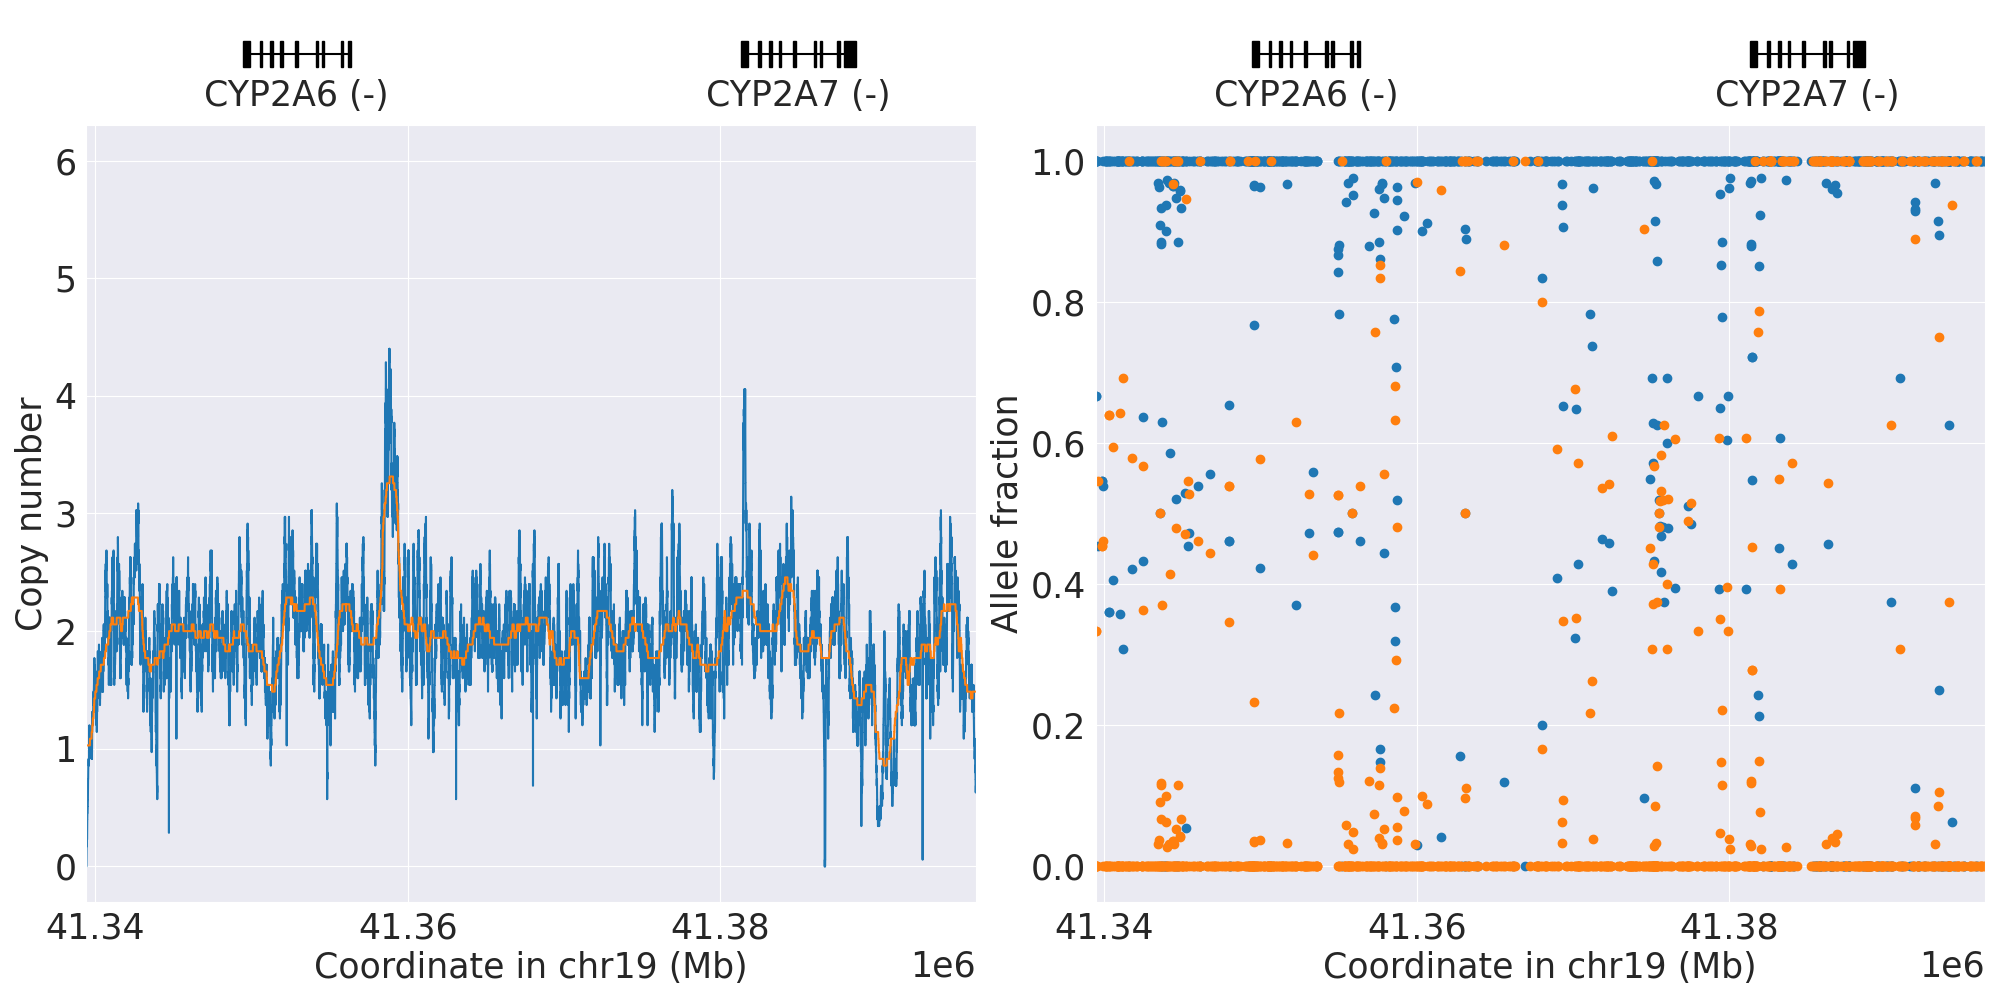 CYP2A6 (-)
CYP2A7 (-)
CYP2A6 (-)
CYP2A7 (-)
Copy number
6
5
4
3
2
1
0
41.34
41.36
41.38
Coordinate in chr19 (Mb)
1e6
Allele fraction
1.0
0.8
0.6
0.4
0.2
0.0
41.34
41.36
41.38
Coordinate in chr19 (Mb)
1e6